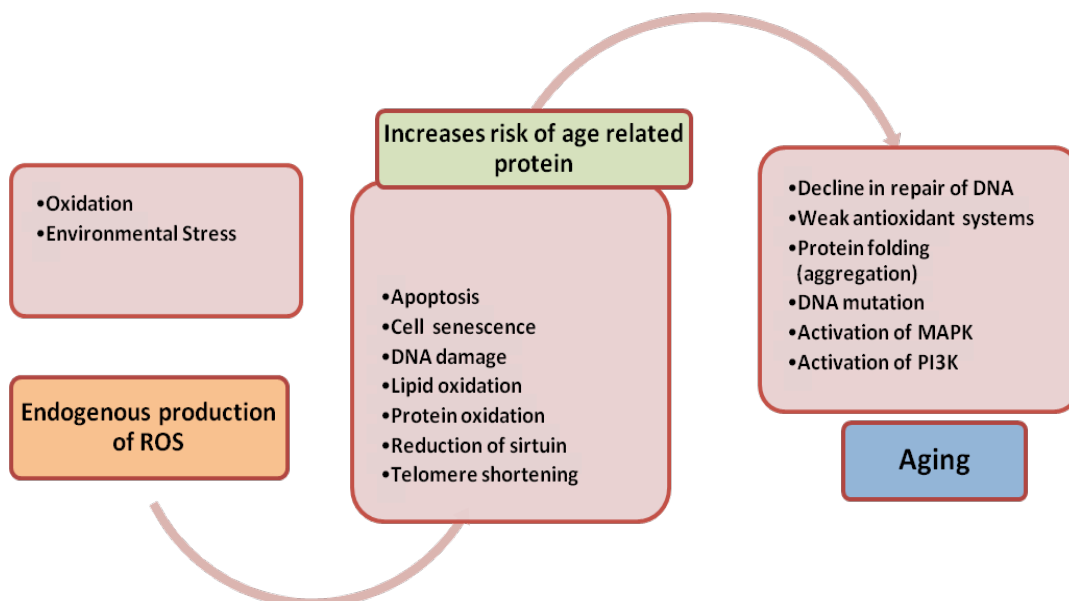 •Oxidation
•Environmental Stress
Endogenous production
of ROS
Increases risk of age related
protein
•Apoptosis
•Cell senescence
•DNA damage
•Lipid oxidation
•Protein oxidation
•Reduction of sirtuin
•Telomere shortening
•Decline in repair of DNA
•Weak antioxidant systems
•Protein folding
(aggregation)
•DNA mutation
•Activation of MAPK
•Activation of PI3K
Aging